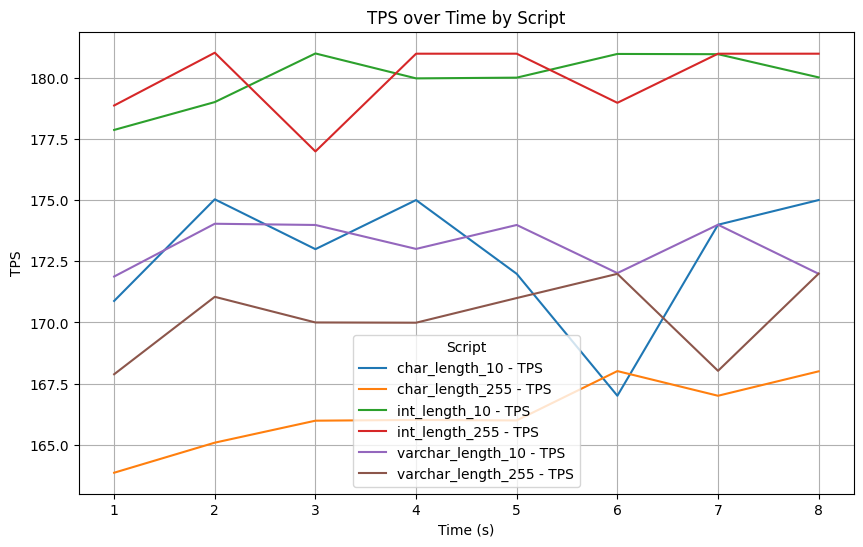 TPS over Time by Script
TPS
180.0
177.5
175.0
172.5
170.0
167.5
165.0
Script
char_length_10 - TPS
char_length_255 - TPS
int_length_10 - TPS
int_length_255 - TPS
varchar_length_10 - TPS
varchar_length_255 - TPS
1 2 3 4 5 6 7 8
Time (s)